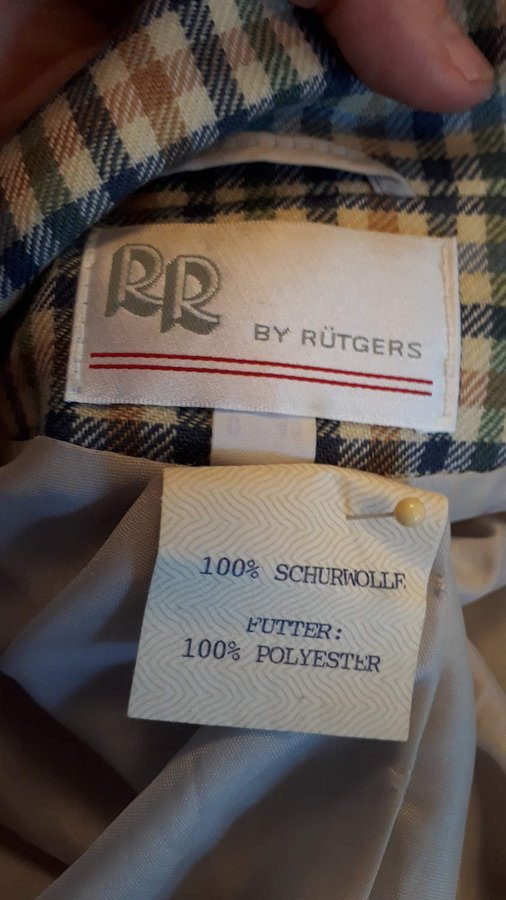 RR
BY RÜTGERS
100% SCHURWOLLE
FUTTER:
100% POLYESTER